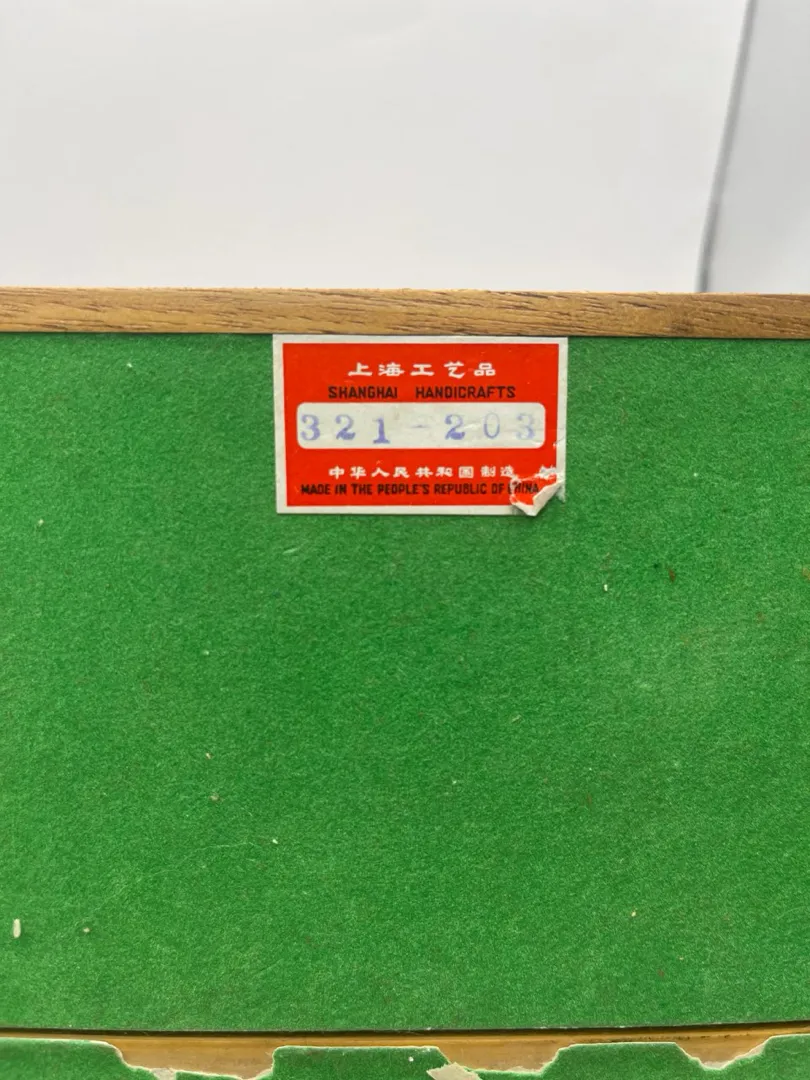 上海工艺品
SHANGHAI HANDICRAFTS
321-203
中华人民共和国制造
MADE IN THE PEOPLE'S REPUBLIC OF CHINA